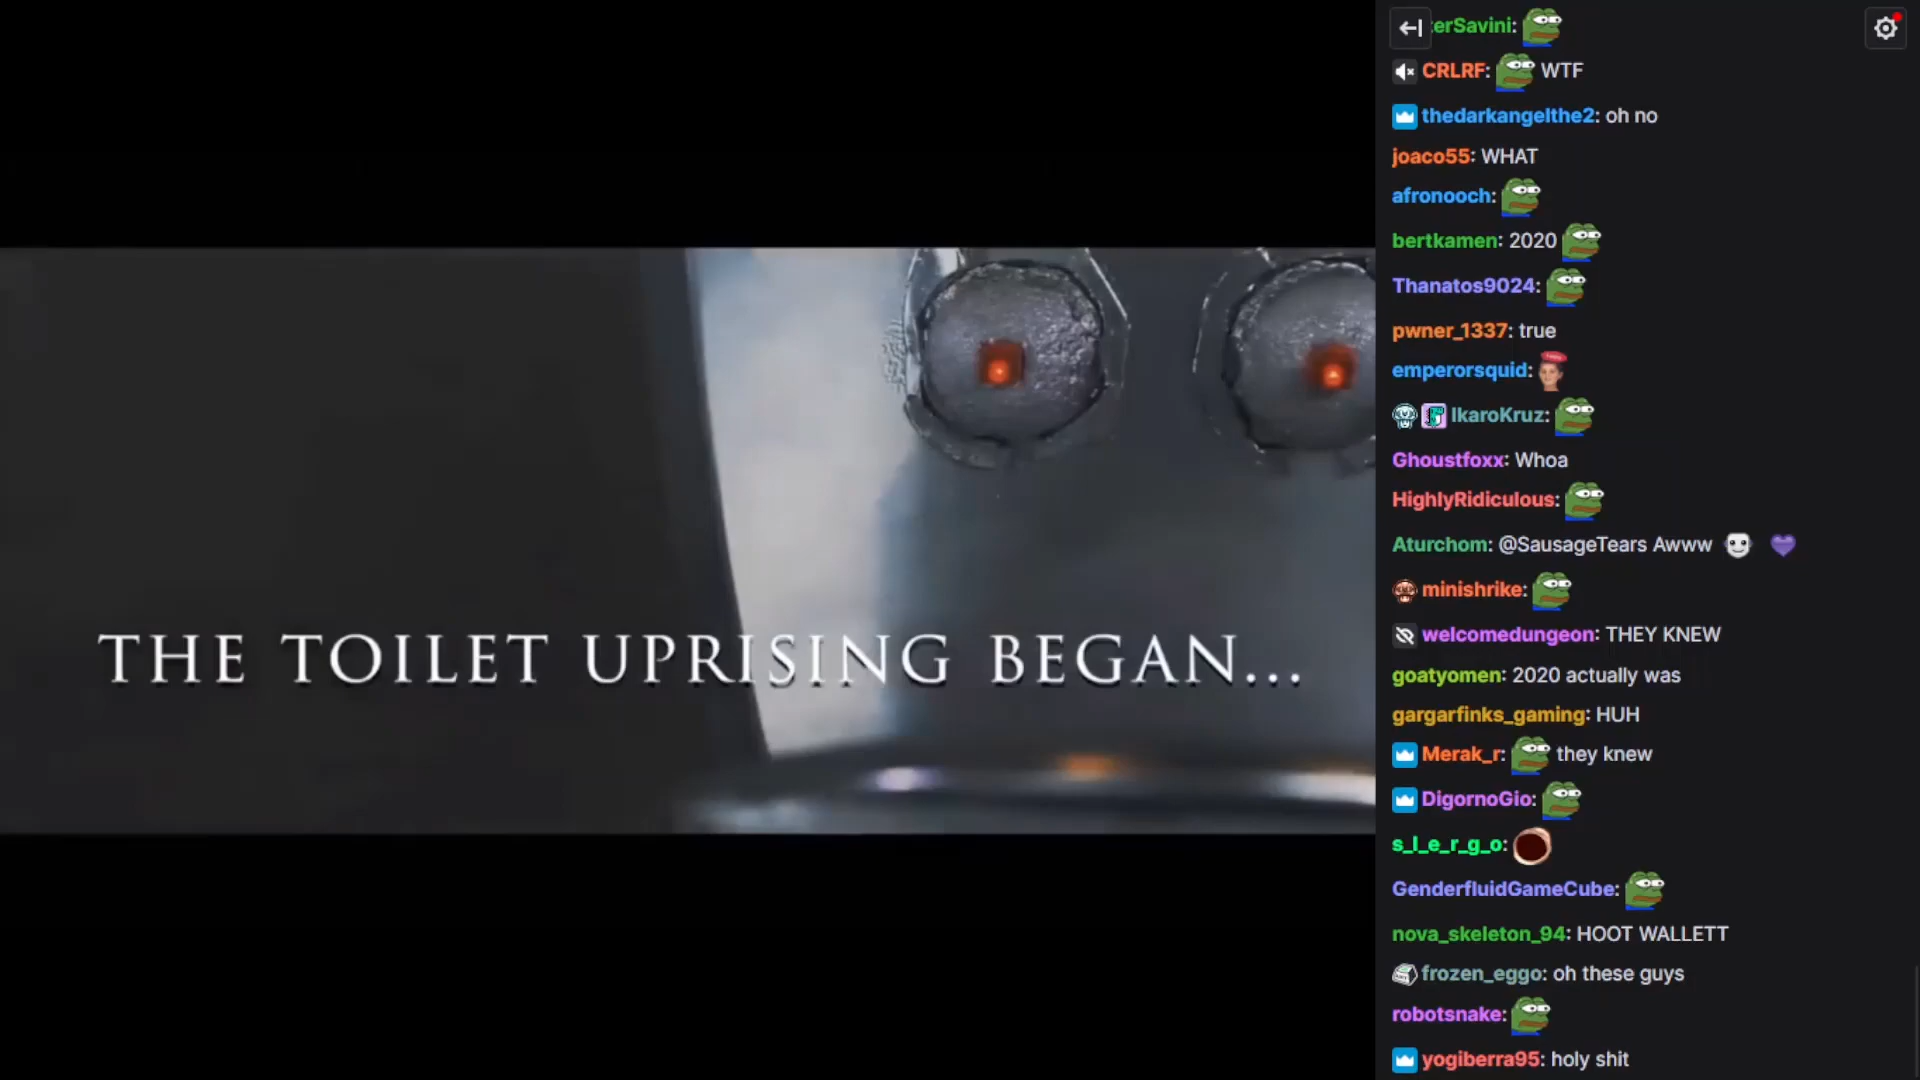 THE TOILET UPRISING BEGAN...
terSavini:
CRLRF: WTF
thedarkangelthe2: oh no
joaco55: WHAT
afronooch:
bertkamen: 2020
Thanatos9024:
pwner_1337: true
emperorsquid:
IkaroKruz:
Ghoustfoxx: Whoa
HighlyRidiculous:
Aturchom: @SausageTears Awww
minishrike:
welcomedungeon: THEY KNEW
goatyomen: 2020 actually was
gargarfinks_gaming: HUH
Merak_r: they knew
DigornoGio:
s_l_e_r_g_o:
GenderfluidGameCube:
nova_skeleton_94: HOOT WALLETT
frozen_eggo: oh these guys
robotsnake:
yogiberra95: holy shit